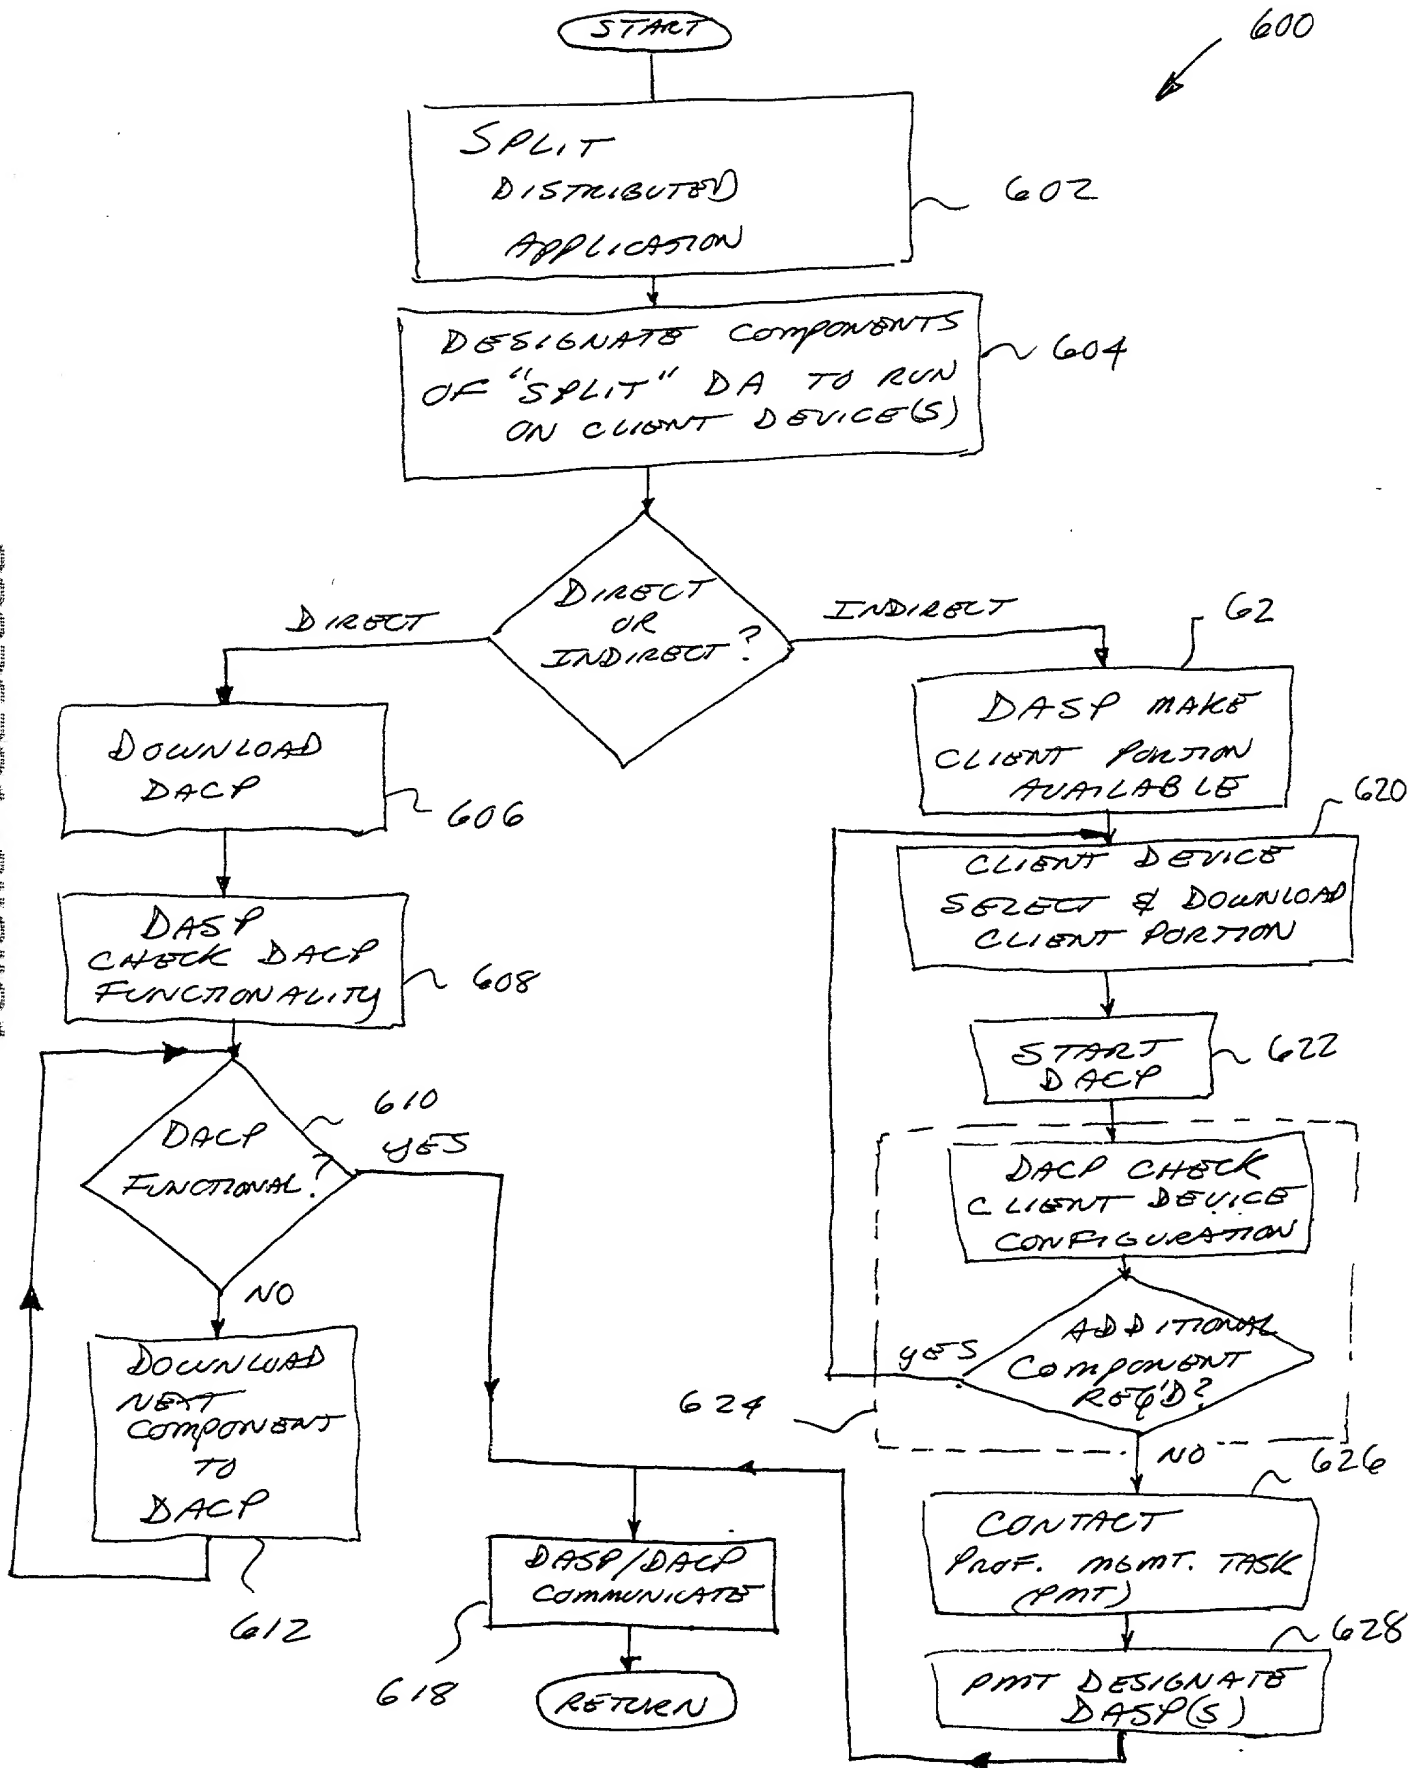 START
600
SPLIT
DISTRIBUTED
APPLICATION
602
DESIGNATE COMPONENTS
OF "SPLIT" DA TO RUN
ON CLIENT DEVICE(S)
604
DIRECT
OR
INDIRECT?
DIRECT
INDIRECT
DOWNLOAD
DACP
606
DASP
CHECK DACP
FUNCTIONALITY
608
DACP
FUNCTIONAL?
610
YES
NO
DOWNLOAD
NEXT
COMPONENT
TO
DACP
612
62
DASP MAKE
CLIENT PORTION
AVAILABLE
620
CLIENT DEVICE
SELECT & DOWNLOAD
CLIENT PORTION
START
DACP
622
DACP CHECK
CLIENT DEVICE
CONFIGURATION
ADDITIONAL
COMPONENT
REQ'D?
YES
624
NO
626
CONTACT
PROF. MGMT. TASK
(PMT)
628
PMT DESIGNATE
DASP(S)
DASP/DACP
COMMUNICATE
618
RETURN